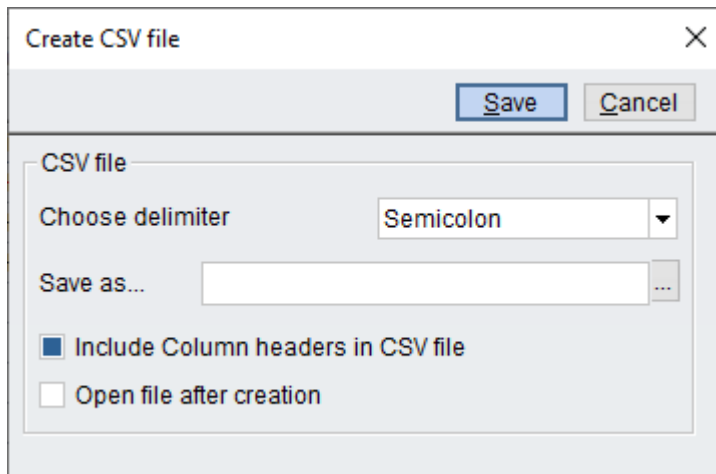 Create CSV file
Save Cancel
CSV file
Choose delimiter Semicolon
Save as... ...
Include Column headers in CSV file
Open file after creation